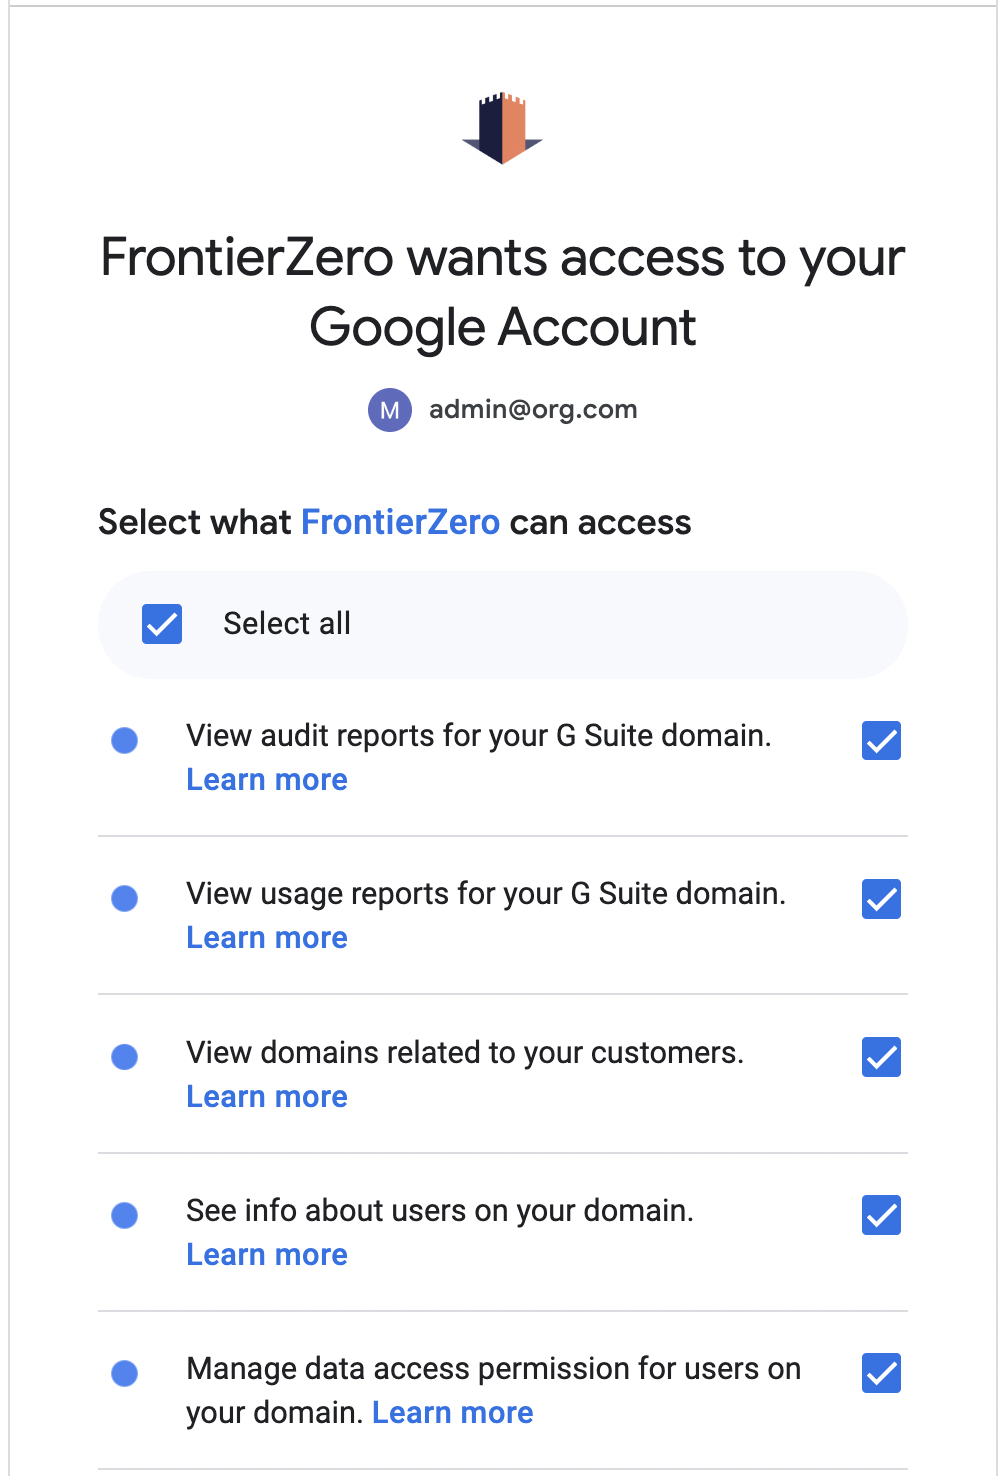 FrontierZero wants access to your
Google Account
M admin@org.com
Select what FrontierZero can access
Select all
View audit reports for your G Suite domain.
Learn more
View usage reports for your G Suite domain.
Learn more
View domains related to your customers.
Learn more
See info about users on your domain.
Learn more
Manage data access permission for users on
your domain. Learn more